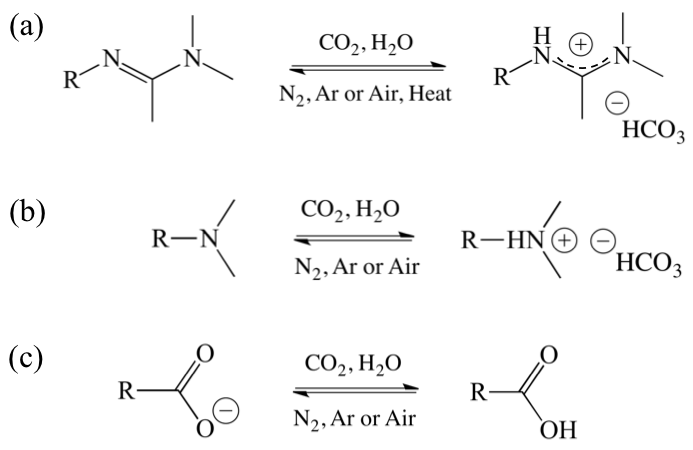 (a) R N N CO₂, H₂O N₂, Ar or Air, Heat R H N + N − HCO₃
(b) R—N CO₂, H₂O N₂, Ar or Air R—HN + − HCO₃
(c) R O O − CO₂, H₂O N₂, Ar or Air R O OH